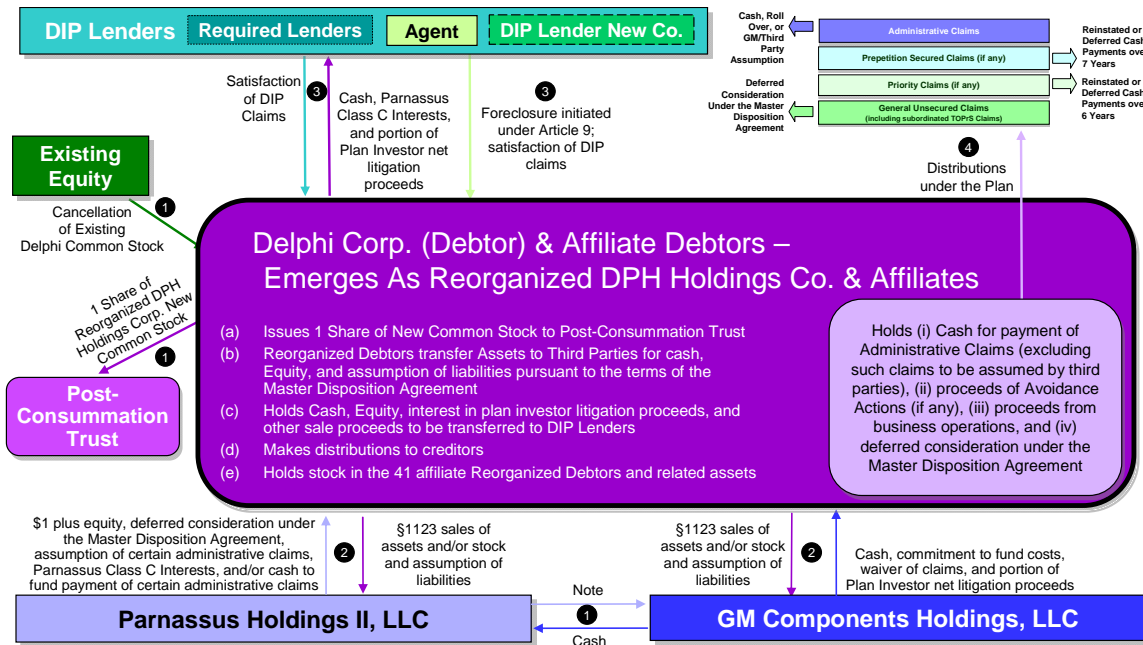 DIP Lenders
Required Lenders
Agent
DIP Lender New Co.
Cash, Roll
Over, or
GM/Third
Party
Assumption
Administrative Claims
Reinstated or
Deferred Cash
Payments over
7 Years
Prepetition Secured Claims (if any)
Priority Claims (if any)
Reinstated or
Deferred Cash
Payments over
6 Years
Deferred
Consideration
Under the Master
Disposition
Agreement
General Unsecured Claims
(including subordinated TOPrS Claims)
Satisfaction
of DIP
Claims
3
Cash, Parnassus
Class C Interests,
and portion of
Plan Investor net
litigation
proceeds
3
Foreclosure initiated
under Article 9;
satisfaction of DIP
claims
4
Distributions
under the Plan
Existing
Equity
1
Cancellation
of Existing
Delphi Common Stock
1 Share of
Reorganized DPH
Holdings Corp. New
Common Stock
1
Post-
Consummation
Trust
Delphi Corp. (Debtor) & Affiliate Debtors –
Emerges As Reorganized DPH Holdings Co. & Affiliates
(a) Issues 1 Share of New Common Stock to Post-Consummation Trust
(b) Reorganized Debtors transfer Assets to Third Parties for cash,
Equity, and assumption of liabilities pursuant to the terms of the
Master Disposition Agreement
(c) Holds Cash, Equity, interest in plan investor litigation proceeds, and
other sale proceeds to be transferred to DIP Lenders
(d) Makes distributions to creditors
(e) Holds stock in the 41 affiliate Reorganized Debtors and related assets
Holds (i) Cash for payment of
Administrative Claims (excluding
such claims to be assumed by third
parties), (ii) proceeds of Avoidance
Actions (if any), (iii) proceeds from
business operations, and (iv)
deferred consideration under the
Master Disposition Agreement
$1 plus equity, deferred consideration under
the Master Disposition Agreement,
assumption of certain administrative claims,
Parnassus Class C Interests, and/or cash to
fund payment of certain administrative claims
2
§1123 sales of
assets and/or stock
and assumption of
liabilities
§1123 sales of
assets and/or stock
and assumption of
liabilities
2
Cash, commitment to fund costs,
waiver of claims, and portion of
Plan Investor net litigation proceeds
Parnassus Holdings II, LLC
Note
1
Cash
GM Components Holdings, LLC